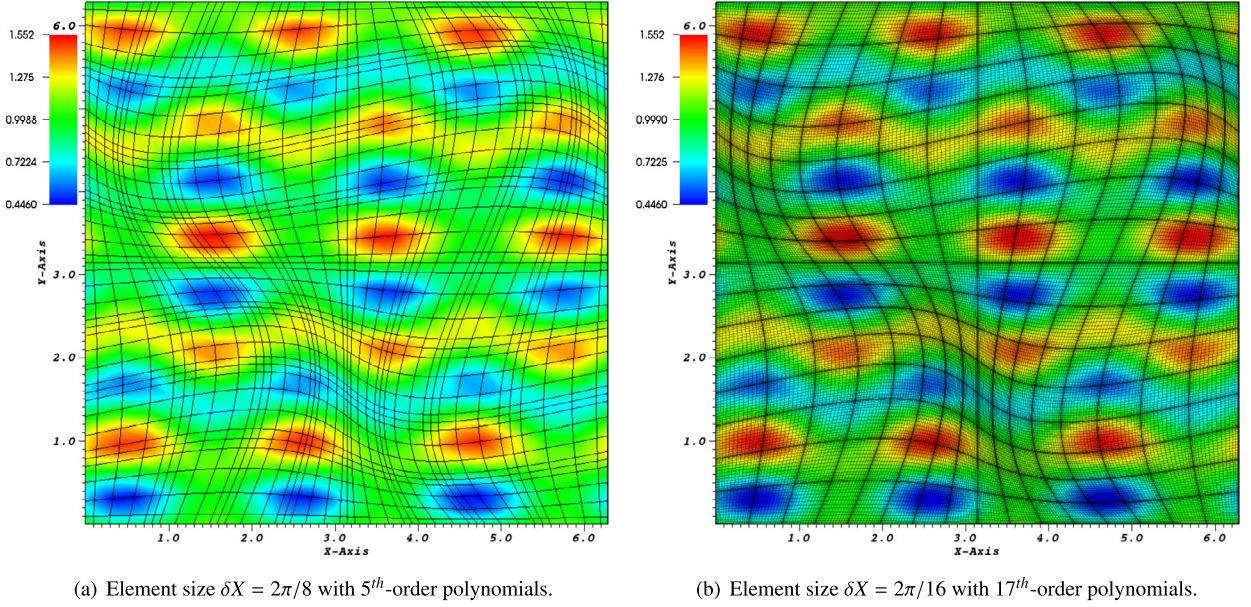 6.0
1.552
1.275
0.9988
0.7224
0.4460
3.0
2.0
1.0
Y-Axis
1.0 2.0 3.0 4.0 5.0 6.0
X-Axis
6.0
1.552
1.276
0.9990
0.7225
0.4460
3.0
2.0
1.0
Y-Axis
1.0 2.0 3.0 4.0 5.0 6.0
X-Axis
(a) Element size δX = 2π/8 with 5th-order polynomials.
(b) Element size δX = 2π/16 with 17th-order polynomials.